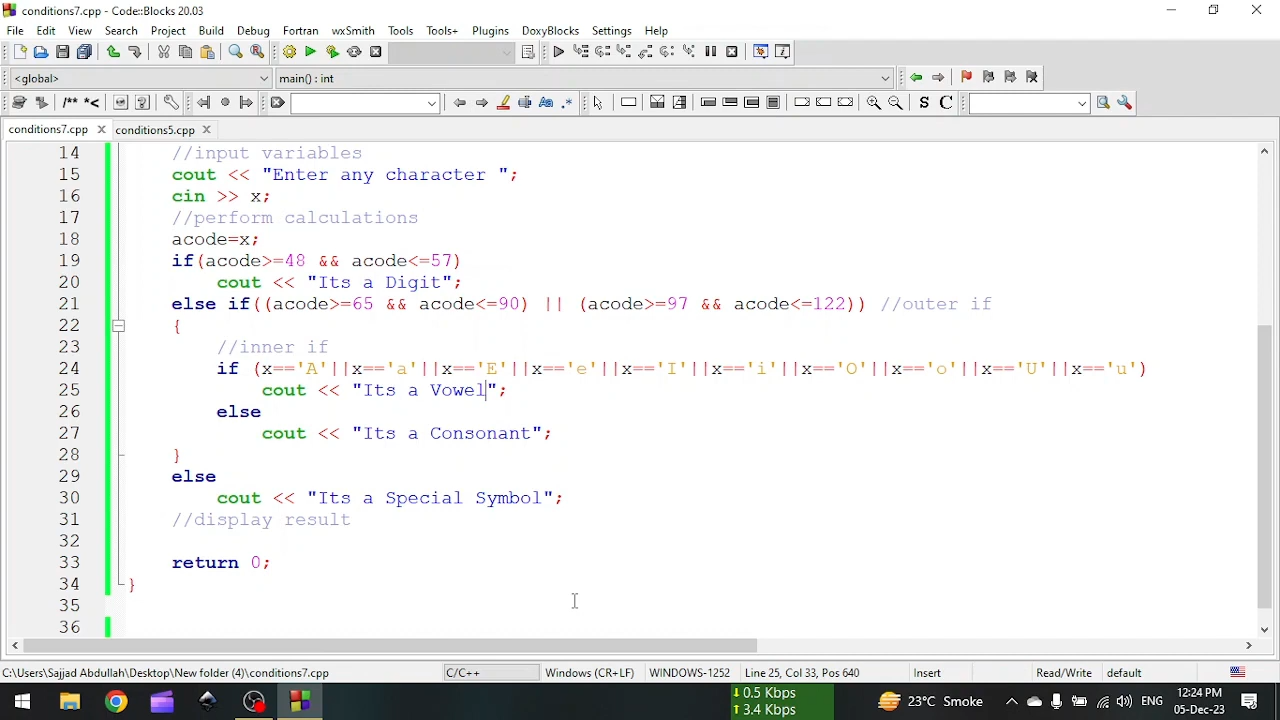 conditions7.cpp - Code::Blocks 20.03
File Edit View Search Project Build Debug Fortran wxSmith Tools Tools+ Plugins DoxyBlocks Settings Help
<global> main() : int
/** *< S C
conditions7.cpp conditions5.cpp
14 //input variables
15 cout << "Enter any character ";
16 cin >> x;
17 //perform calculations
18 acode=x;
19 if(acode>=48 && acode<=57)
20 cout << "Its a Digit";
21 else if((acode>=65 && acode<=90) || (acode>=97 && acode<=122)) //outer if
22 {
23 //inner if
24 if (x=='A'||x=='a'||x=='E'||x=='e'||x=='I'||x=='i'||x=='O'||x=='o'||x=='U'||x=='u')
25 cout << "Its a Vowel";
26 else
27 cout << "Its a Consonant";
28 }
29 else
30 cout << "Its a Special Symbol";
31 //display result
32
33 return 0;
34 }
35
36
C:\Users\Sajjad Abdullah\Desktop\New folder (4)\conditions7.cpp C/C++ Windows (CR+LF) WINDOWS-1252 Line 25, Col 33, Pos 640 Insert Read/Write default
↓ 0.5 Kbps
↑ 3.4 Kbps
23°C Smoke ENG
12:24 PM
05-Dec-23